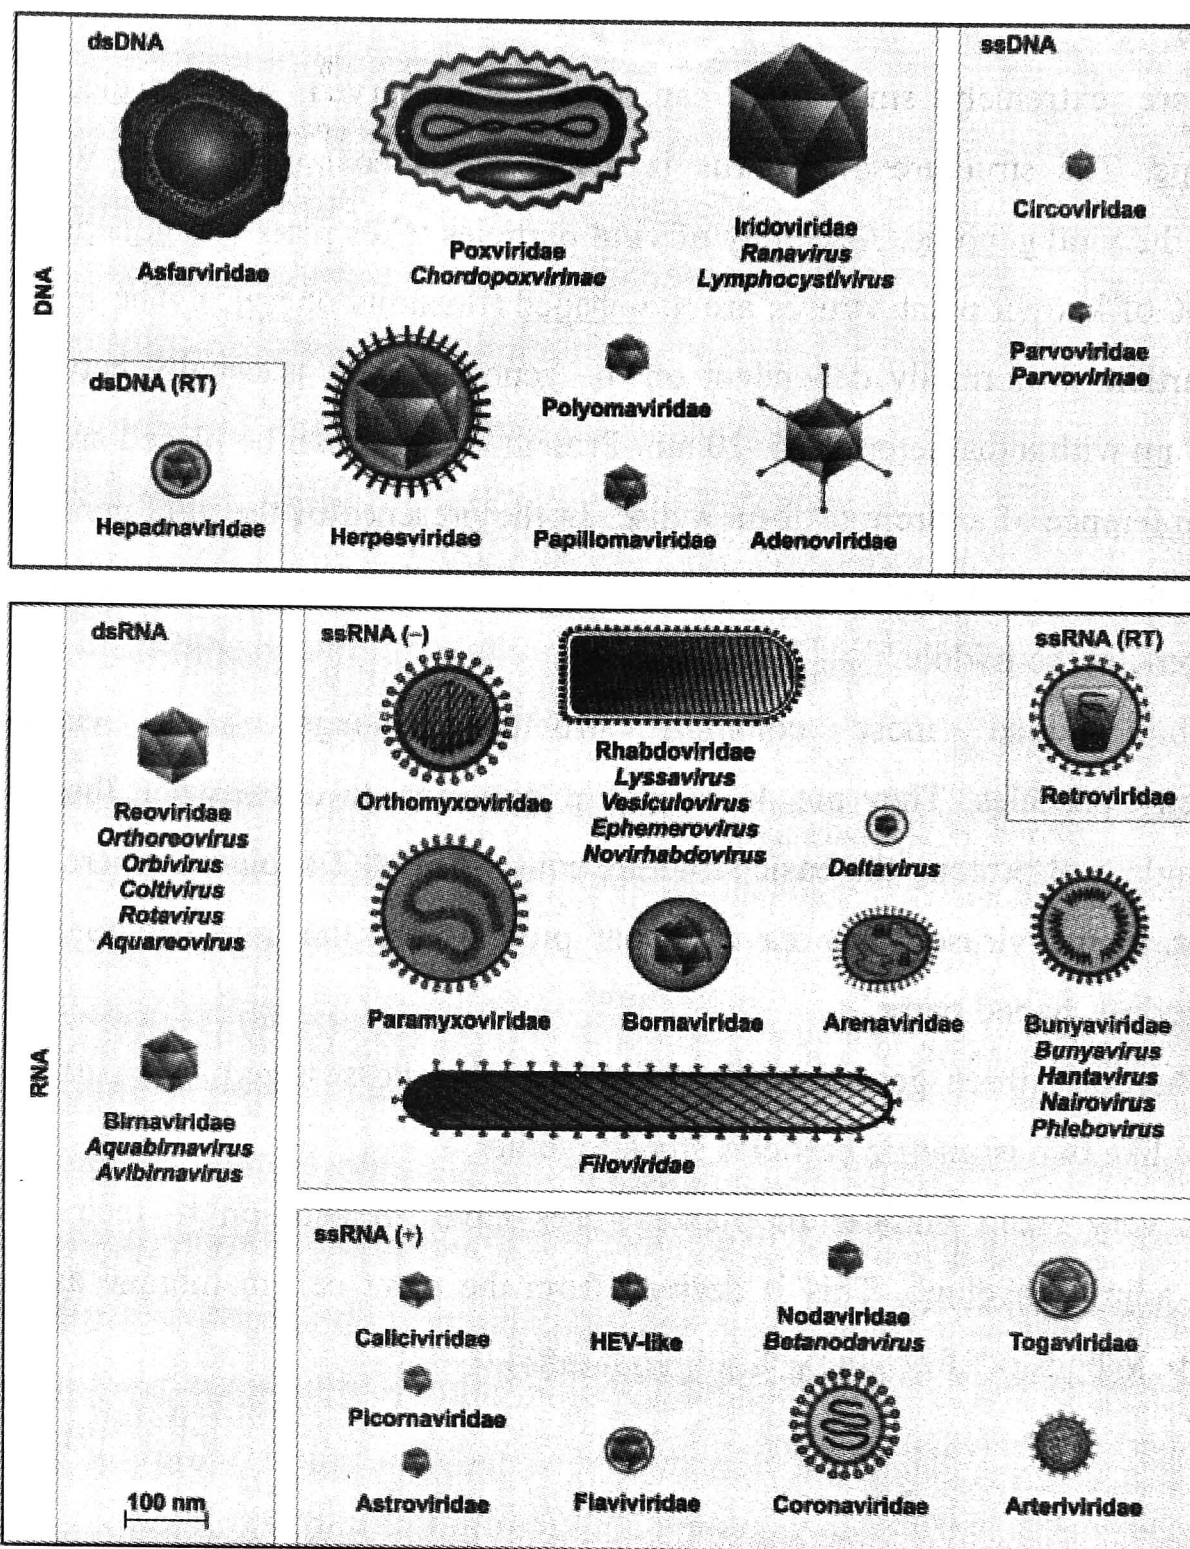 DNA
dsDNA
Asfarviridae
Poxviridae
Chordopoxvirinae
Iridoviridae
Ranavirus
Lymphocystivirus
dsDNA (RT)
Hepadnaviridae
Herpesviridae
Polyomaviridae
Papillomaviridae
Adenoviridae
ssDNA
Circoviridae
Parvoviridae
Parvovirinae
RNA
dsRNA
Reoviridae
Orthoreovirus
Orbivirus
Coltivirus
Rotavirus
Aquareovirus
Birnaviridae
Aquabirnavirus
Avibirnavirus
100 nm
ssRNA (–)
Orthomyxoviridae
Rhabdoviridae
Lyssavirus
Vesiculovirus
Ephemerovirus
Novirhabdovirus
Deltavirus
ssRNA (RT)
Retroviridae
Paramyxoviridae
Bornaviridae
Arenaviridae
Bunyaviridae
Bunyavirus
Hantavirus
Nairovirus
Phlebovirus
Filoviridae
ssRNA (+)
Caliciviridae
HEV-like
Nodaviridae
Betanodavirus
Togaviridae
Picornaviridae
Astroviridae
Flaviviridae
Coronaviridae
Arteriviridae